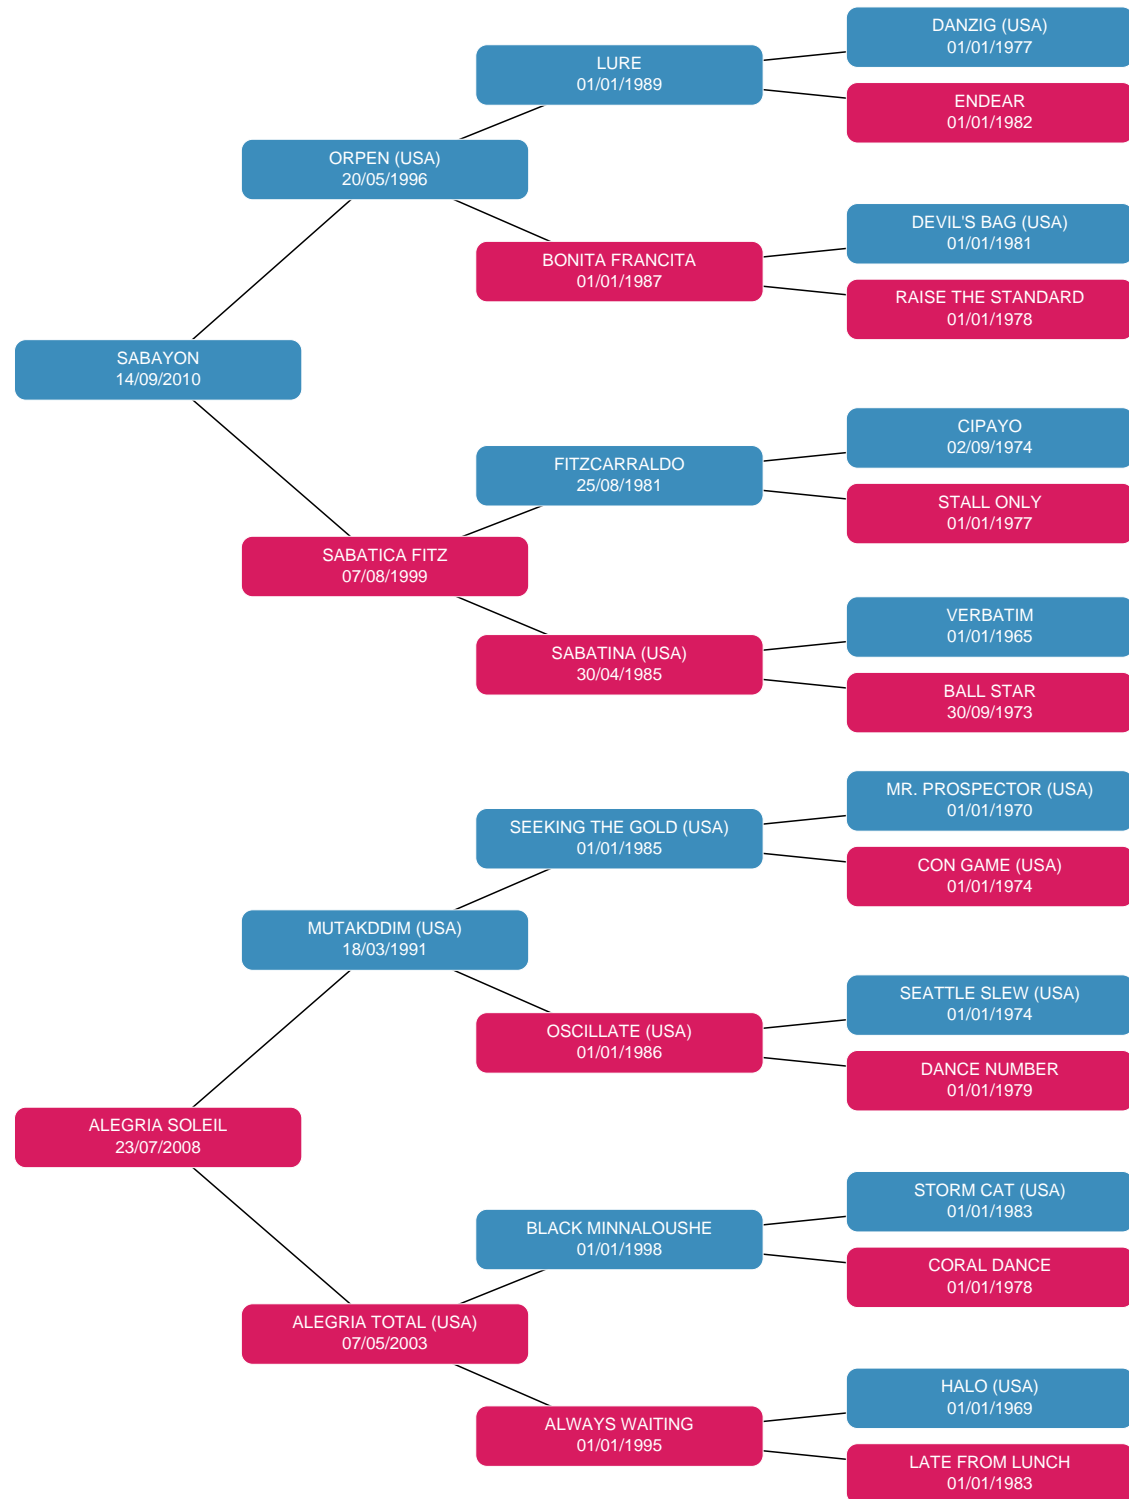 DANZIG (USA)
01/01/1977
LURE
01/01/1989
ENDEAR
01/01/1982
ORPEN (USA)
20/05/1996
DEVIL'S BAG (USA)
01/01/1981
BONITA FRANCITA
01/01/1987
RAISE THE STANDARD
01/01/1978
SABAYON
14/09/2010
CIPAYO
02/09/1974
FITZCARRALDO
25/08/1981
STALL ONLY
01/01/1977
SABATICA FITZ
07/08/1999
VERBATIM
01/01/1965
SABATINA (USA)
30/04/1985
BALL STAR
30/09/1973
MR. PROSPECTOR (USA)
01/01/1970
SEEKING THE GOLD (USA)
01/01/1985
CON GAME (USA)
01/01/1974
MUTAKDDIM (USA)
18/03/1991
SEATTLE SLEW (USA)
01/01/1974
OSCILLATE (USA)
01/01/1986
DANCE NUMBER
01/01/1979
ALEGRIA SOLEIL
23/07/2008
STORM CAT (USA)
01/01/1983
BLACK MINNALOUSHE
01/01/1998
CORAL DANCE
01/01/1978
ALEGRIA TOTAL (USA)
07/05/2003
HALO (USA)
01/01/1969
ALWAYS WAITING
01/01/1995
LATE FROM LUNCH
01/01/1983